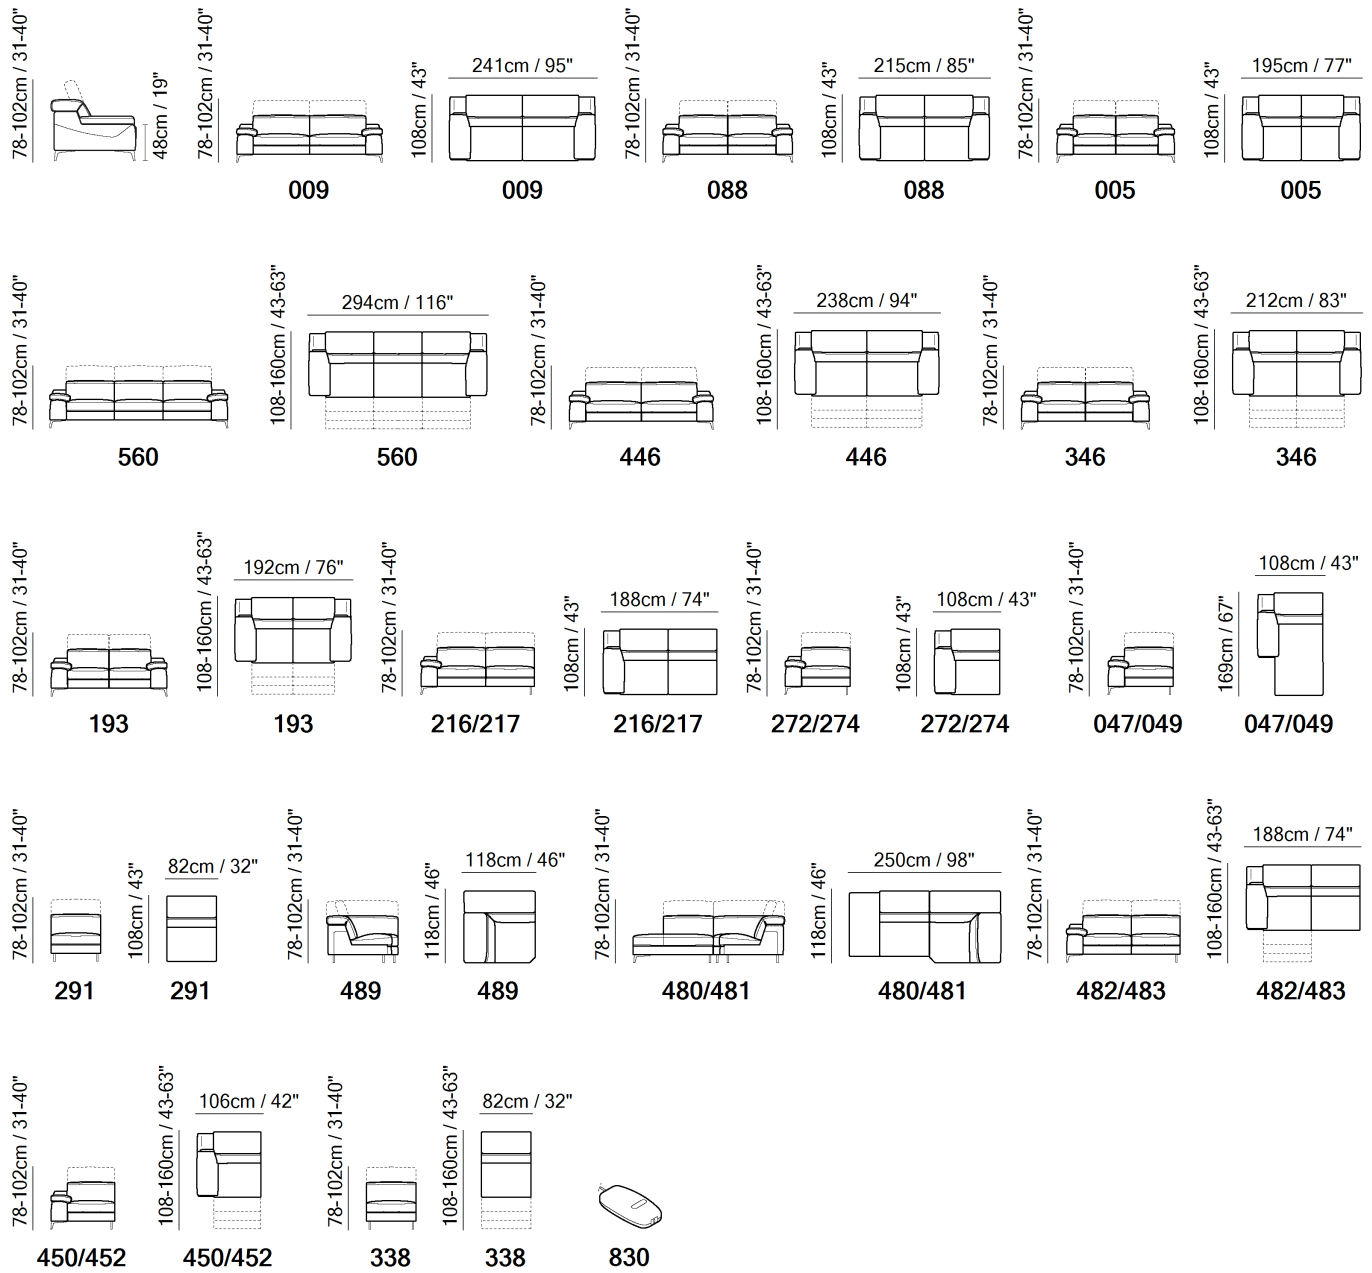 78-102cm / 31-40"
48cm / 19"
78-102cm / 31-40"
009
108cm / 43"
241cm / 95"
009
78-102cm / 31-40"
088
108cm / 43"
215cm / 85"
088
78-102cm / 31-40"
005
108cm / 43"
195cm / 77"
005
78-102cm / 31-40"
560
108-160cm / 43-63"
294cm / 116"
560
78-102cm / 31-40"
446
108-160cm / 43-63"
238cm / 94"
446
78-102cm / 31-40"
346
108-160cm / 43-63"
212cm / 83"
346
78-102cm / 31-40"
193
108-160cm / 43-63"
192cm / 76"
193
78-102cm / 31-40"
216/217
108cm / 43"
188cm / 74"
216/217
78-102cm / 31-40"
272/274
108cm / 43"
108cm / 43"
272/274
78-102cm / 31-40"
047/049
169cm / 67"
108cm / 43"
047/049
78-102cm / 31-40"
291
108cm / 43"
82cm / 32"
291
78-102cm / 31-40"
489
118cm / 46"
118cm / 46"
489
78-102cm / 31-40"
480/481
118cm / 46"
250cm / 98"
480/481
78-102cm / 31-40"
482/483
108-160cm / 43-63"
188cm / 74"
482/483
78-102cm / 31-40"
450/452
108-160cm / 43-63"
106cm / 42"
450/452
78-102cm / 31-40"
338
108-160cm / 43-63"
82cm / 32"
338
830